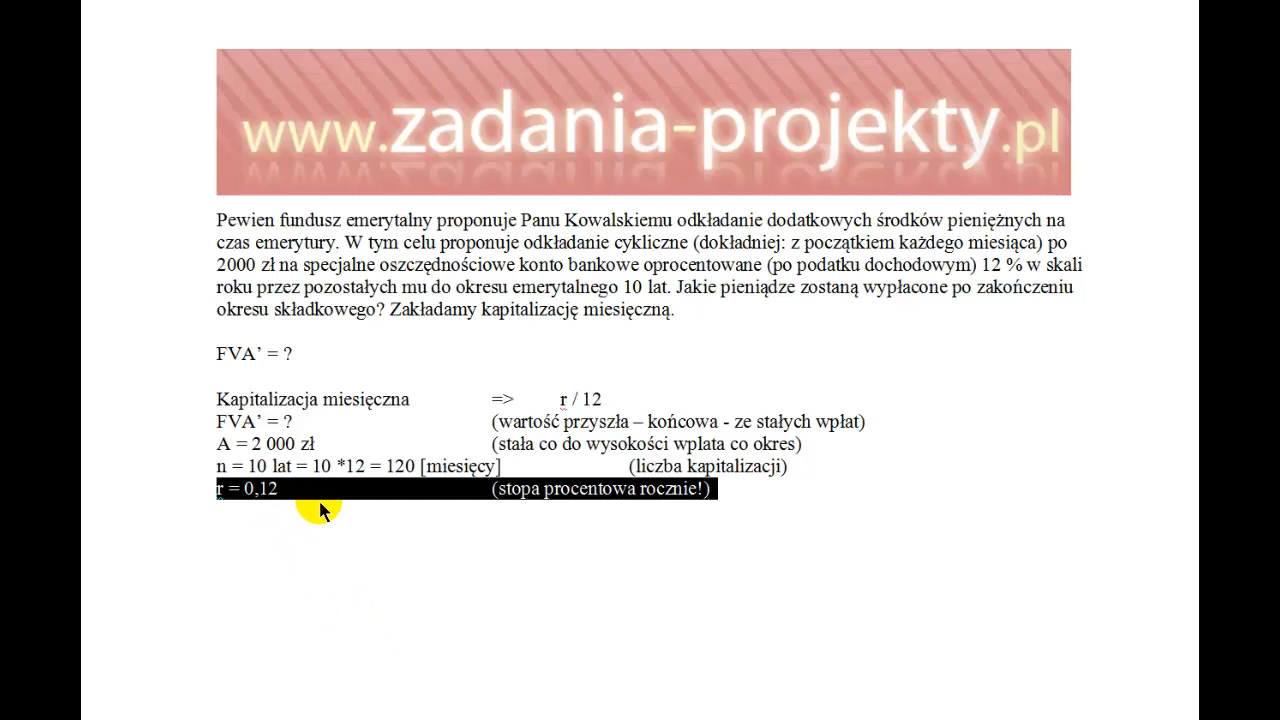 www.zadania-projekty.pl
Pewien fundusz emerytalny proponuje Panu Kowalskiemu odkładanie dodatkowych środków pieniężnych na
czas emerytury. W tym celu proponuje odkładanie cykliczne (dokładniej: z początkiem każdego miesiąca) po
2000 zł na specjalne oszczędnościowe konto bankowe oprocentowane (po podatku dochodowym) 12 % w skali
roku przez pozostałych mu do okresu emerytalnego 10 lat. Jakie pieniądze zostaną wypłacone po zakończeniu
okresu składkowego? Zakładamy kapitalizację miesięczną.
FVA’ = ?
Kapitalizacja miesięczna => r / 12
FVA’ = ? (wartość przyszła – końcowa - ze stałych wpłat)
A = 2 000 zł (stała co do wysokości wplata co okres)
n = 10 lat = 10 *12 = 120 [miesięcy] (liczba kapitalizacji)
r = 0,12 (stopa procentowa rocznie!)